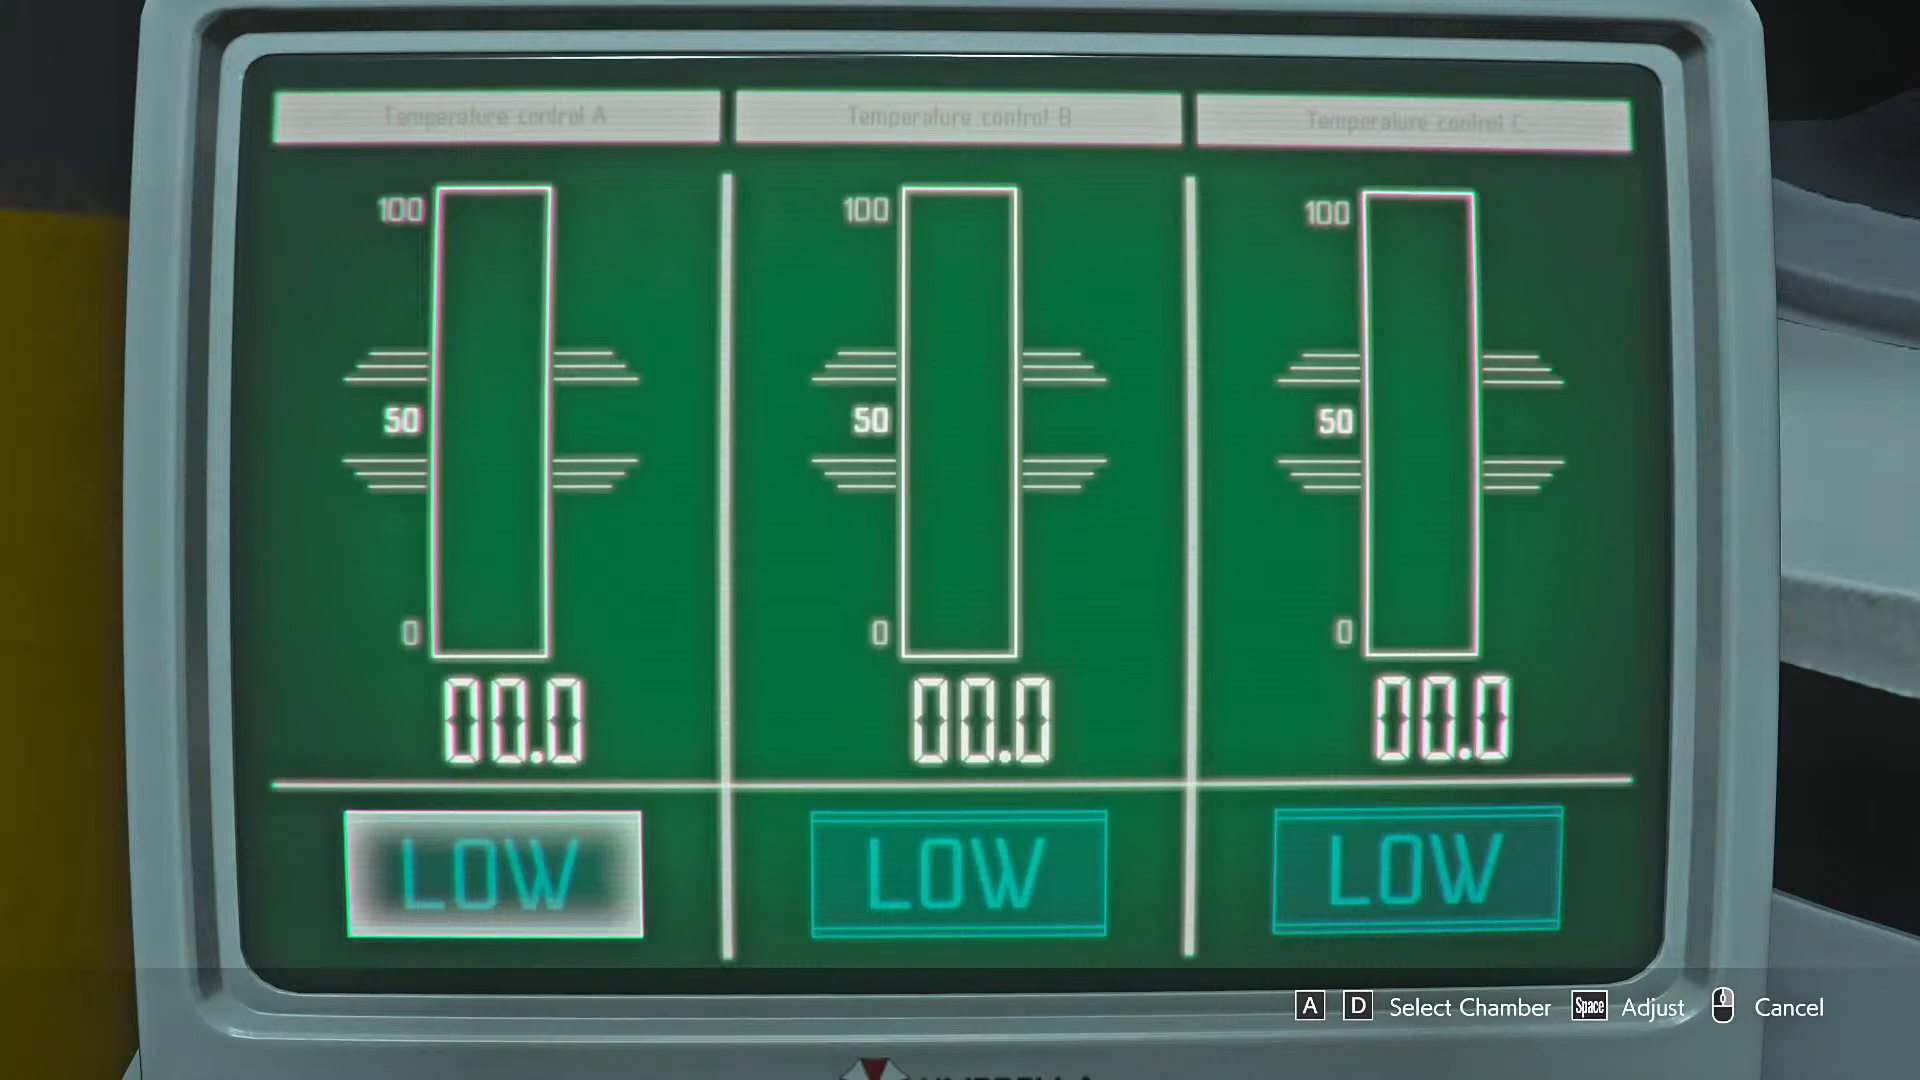 Temperature control A
Temperature control B
Temperature control C
100
100
100
50
50
50
0
0
0
00.0
00.0
00.0
LOW
LOW
LOW
A D Select Chamber Space Adjust Cancel